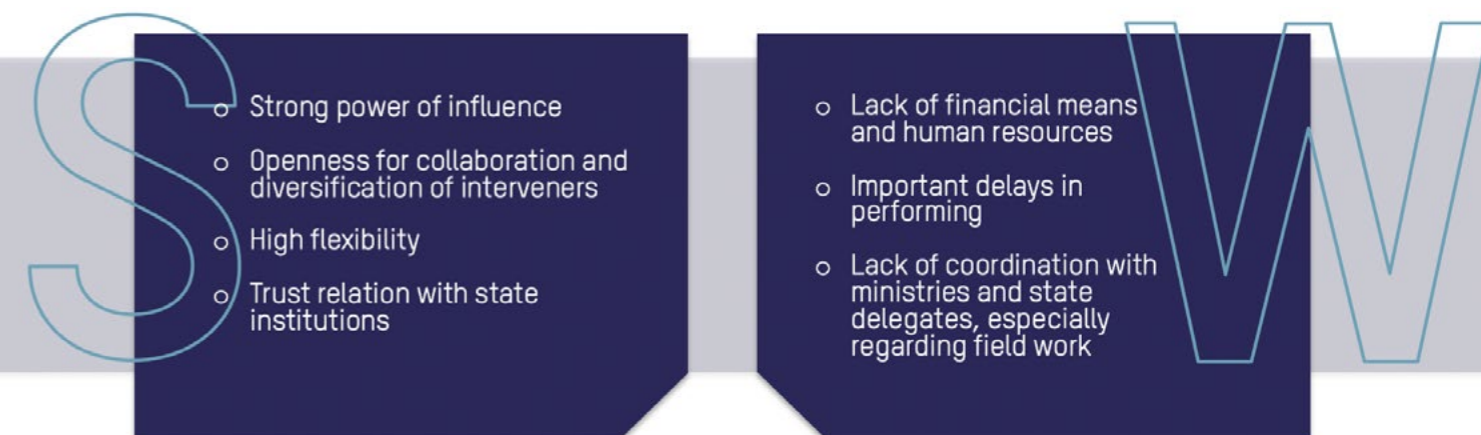 S
o Strong power of influence
o Openness for collaboration and
diversification of interveners
o High flexibility
o Trust relation with state
institutions
W
o Lack of financial means
and human resources
o Important delays in
performing
o Lack of coordination with
ministries and state
delegates, especially
regarding field work